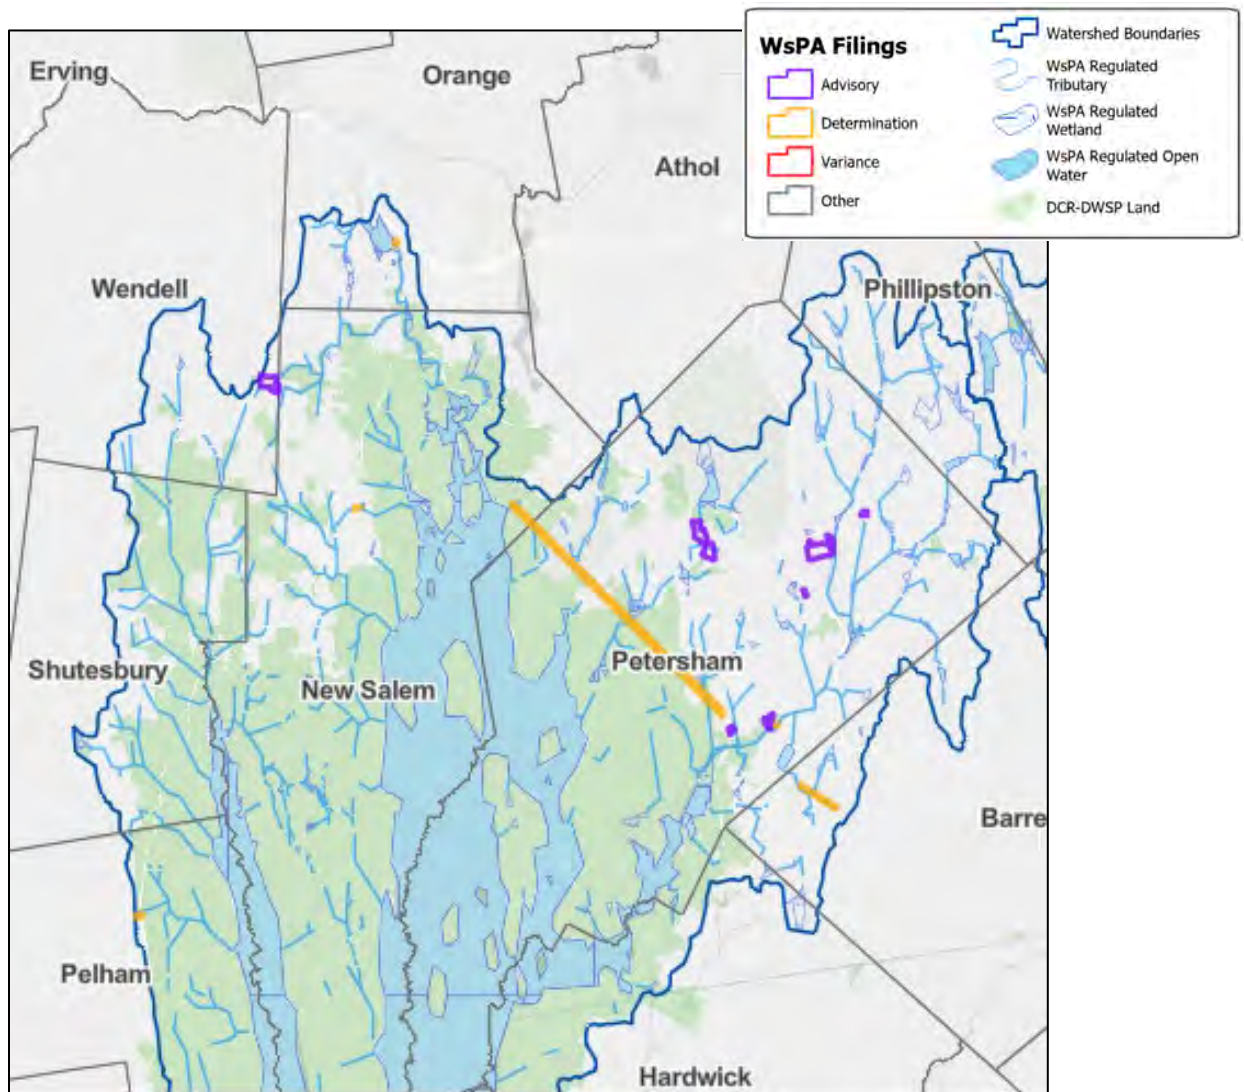 WsPA Filings
Advisory
Determination
Variance
Other
Watershed Boundaries
WsPA Regulated
Tributary
WsPA Regulated
Wetland
WsPA Regulated Open
Water
DCR-DWSP Land
Erving
Orange
Athol
Wendell
Phillipston
Shutesbury
New Salem
Petersham
Barre
Pelham
Hardwick